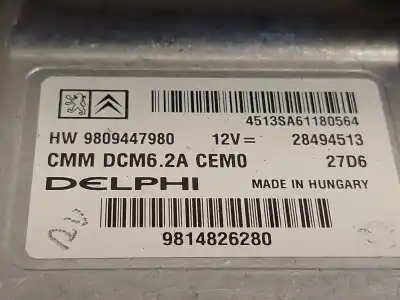 4513SA61180564
HW 9809447980 12V= 28494513
CMM DCM6.2A CEM0 27D6
DELPHI MADE IN HUNGARY
9814826280